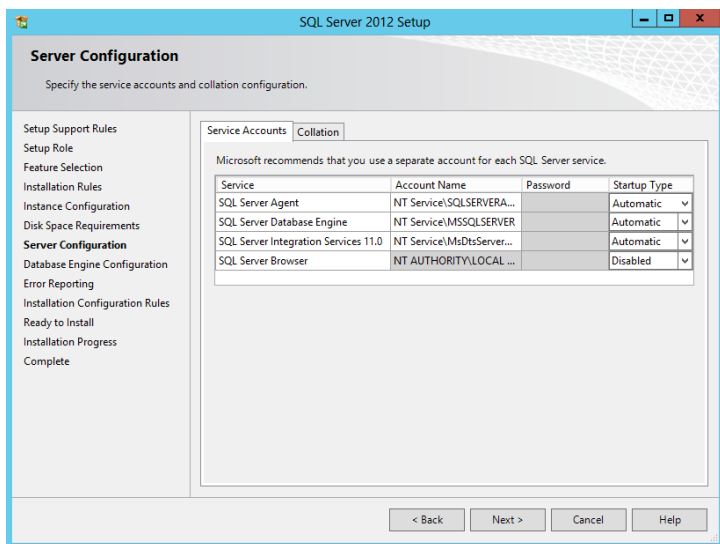 SQL Server 2012 Setup
Server Configuration
Specify the service accounts and collation configuration.
Setup Support Rules
Setup Role
Feature Selection
Installation Rules
Instance Configuration
Disk Space Requirements
Server Configuration
Database Engine Configuration
Error Reporting
Installation Configuration Rules
Ready to Install
Installation Progress
Complete
Service Accounts Collation
Microsoft recommends that you use a separate account for each SQL Server service.
Service Account Name Password Startup Type
SQL Server Agent NT Service\SQLSERVERA... Automatic
SQL Server Database Engine NT Service\MSSQLSERVER Automatic
SQL Server Integration Services 11.0 NT Service\MsDtsServer... Automatic
SQL Server Browser NT AUTHORITY\LOCAL ... Disabled
< Back Next > Cancel Help